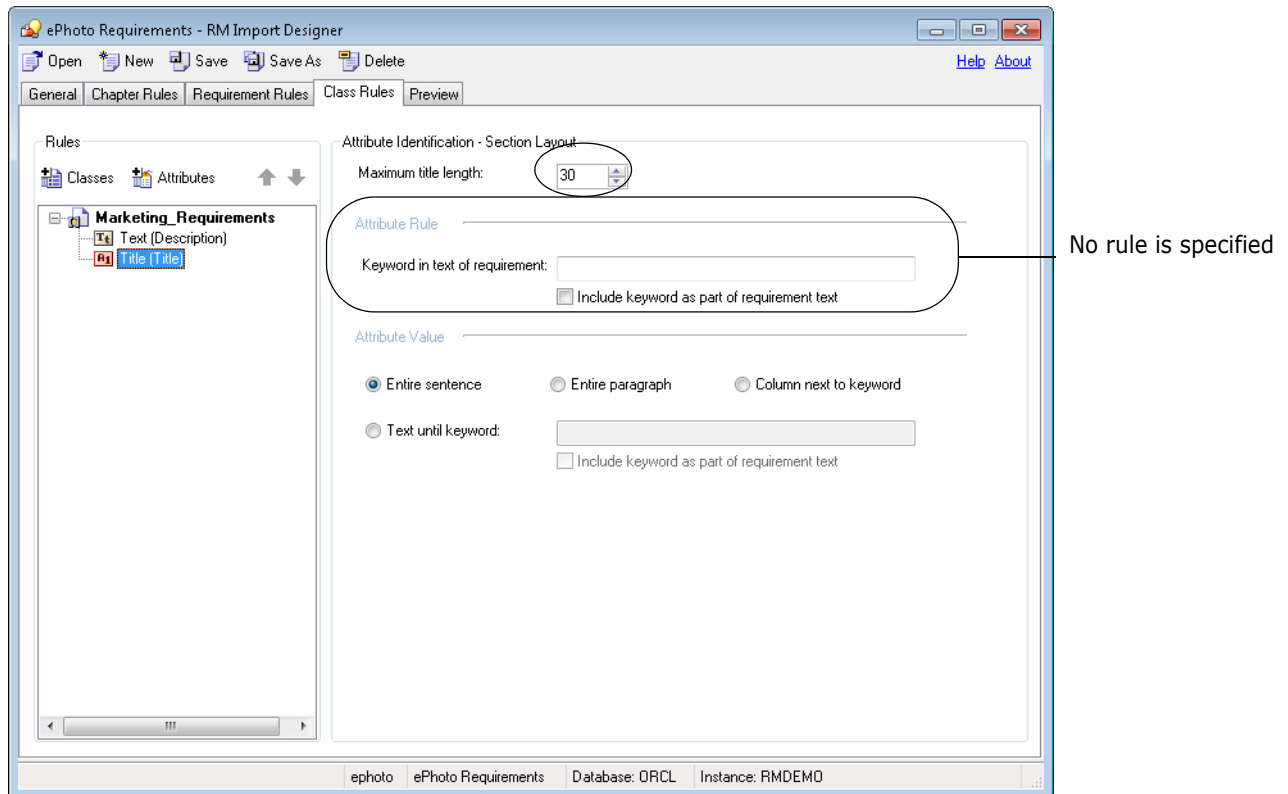 ePhoto Requirements - RM Import Designer
Open New Save Save As Delete Help About
General Chapter Rules Requirement Rules Class Rules Preview
Rules
Classes Attributes
Marketing_Requirements
Text (Description)
Title (Title)
Attribute Identification - Section Layout
Maximum title length: 30
Attribute Rule
Keyword in text of requirement:
Include keyword as part of requirement text
Attribute Value
Entire sentence Entire paragraph Column next to keyword
Text until keyword:
Include keyword as part of requirement text
No rule is specified
ephoto ePhoto Requirements Database: ORCL Instance: RMDEMO